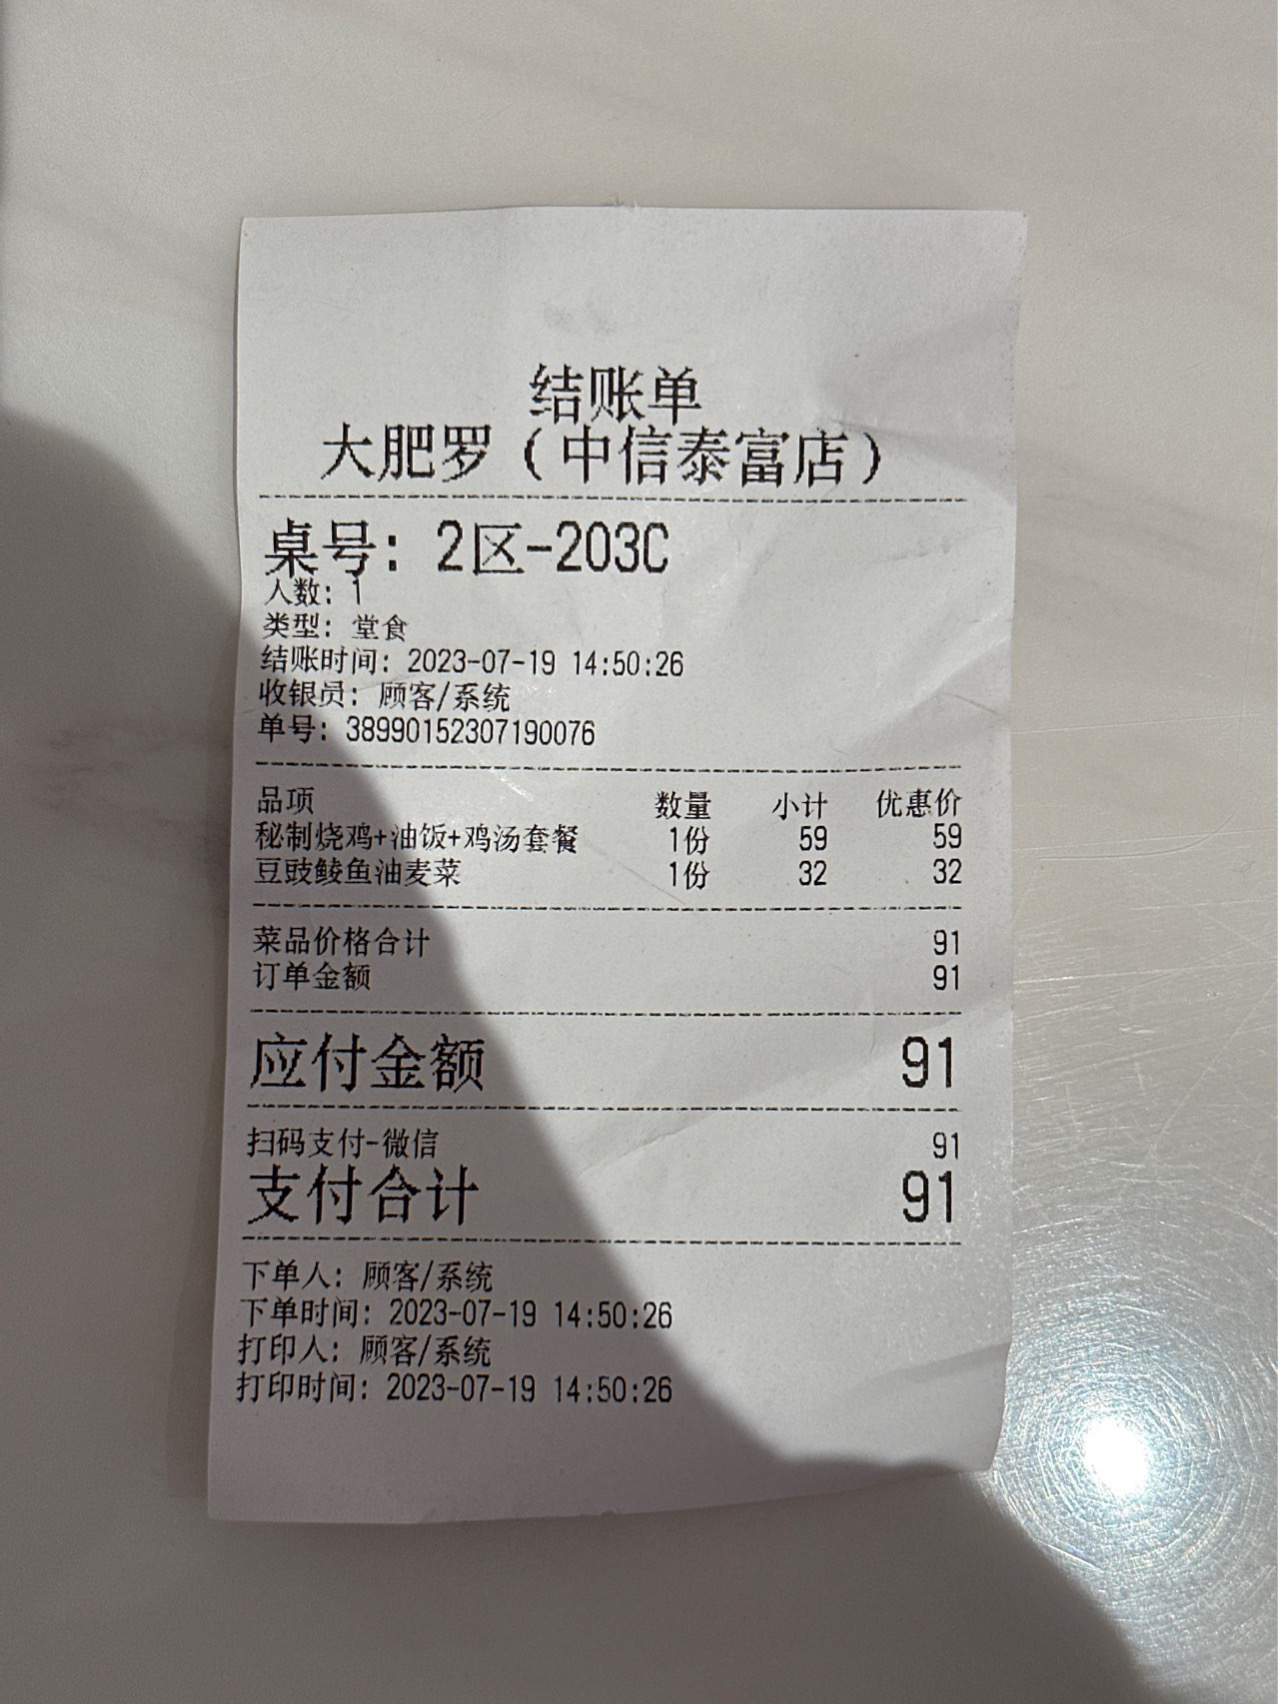 结账单
大肥罗（中信泰富店）
桌号：2区-203C
人数：1
类型：堂食
结账时间：2023-07-19 14:50:26
收银员：顾客/系统
单号：38990152307190076
品项 数量 小计 优惠价
秘制烧鸡+油饭+鸡汤套餐 1份 59 59
豆豉鲮鱼油麦菜 1份 32 32
菜品价格合计 91
订单金额 91
应付金额 91
扫码支付-微信 91
支付合计 91
下单人：顾客/系统
下单时间：2023-07-19 14:50:26
打印人：顾客/系统
打印时间：2023-07-19 14:50:26